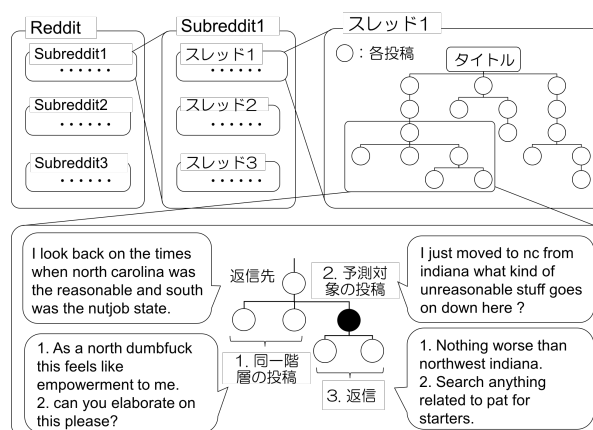 Reddit
Subreddit1
・・・・・・
Subreddit2
・・・・・・
Subreddit3
・・・・・・
Subreddit1
スレッド1
・・・・・・
スレッド2
・・・・・・
スレッド3
・・・・・・
スレッド1
：各投稿
タイトル
I look back on the times
when north carolina was
the reasonable and south
was the nutjob state.
返信先
2. 予測対
象の投稿
I just moved to nc from
indiana what kind of
unreasonable stuff goes
on down here ?
1. As a north dumbfuck
this feels like
empowerment to me.
2. can you elaborate on
this please?
1. 同一階
層の投稿
3. 返信
1. Nothing worse than
northwest indiana.
2. Search anything
related to pat for
starters.